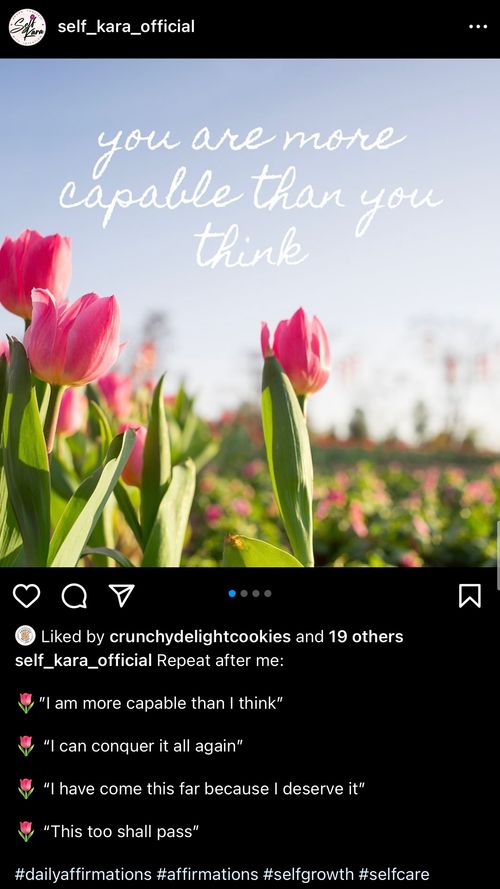 Self Kara
self_kara_official
you are more
capable than you
think
Liked by crunchydelightcookies and 19 others
self_kara_official Repeat after me:
🌷"I am more capable than I think”
🌷 “I can conquer it all again”
🌷 “I have come this far because I deserve it”
🌷 “This too shall pass”
#dailyaffirmations #affirmations #selfgrowth #selfcare